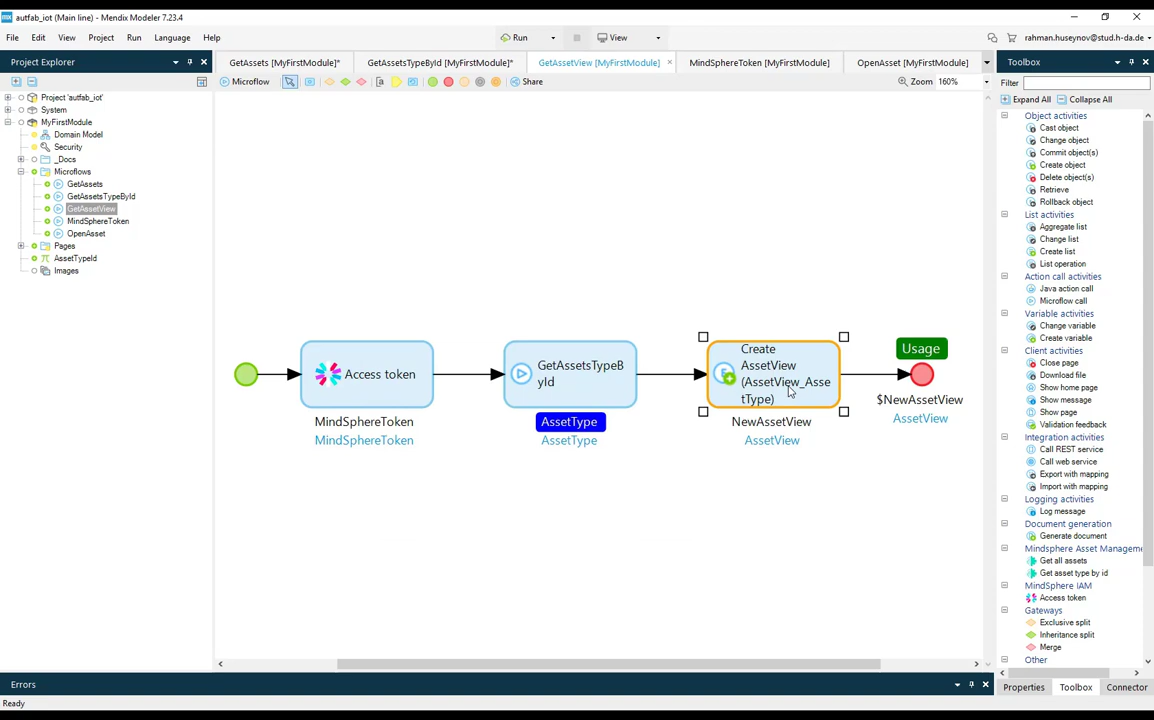 mx autfab_iot (Main line) - Mendix Modeler 7.23.4
File Edit View Project Run Language Help
Run View
rahman.huseynov@stud.h-da.de
Project Explorer
Project 'autfab_iot'
System
MyFirstModule
Domain Model
Security
_Docs
Microflows
GetAssets
GetAssetsTypeById
GetAssetView
MindSphereToken
OpenAsset
Pages
AssetTypeId
Images
GetAssets [MyFirstModule]*
GetAssetsTypeById [MyFirstModule]*
GetAssetView [MyFirstModule]
MindSphereToken [MyFirstModule]
OpenAsset [MyFirstModule]
Microflow
Share
Zoom 160%
Access token
MindSphereToken
MindSphereToken
GetAssetsTypeB
yId
AssetType
AssetType
Create
AssetView
(AssetView_Asse
tType)
NewAssetView
AssetView
Usage
$NewAssetView
AssetView
Toolbox
Filter
Expand All Collapse All
Object activities
Cast object
Change object
Commit object(s)
Create object
Delete object(s)
Retrieve
Rollback object
List activities
Aggregate list
Change list
Create list
List operation
Action call activities
Java action call
Microflow call
Variable activities
Change variable
Create variable
Client activities
Close page
Download file
Show home page
Show message
Show page
Validation feedback
Integration activities
Call REST service
Call web service
Export with mapping
Import with mapping
Logging activities
Log message
Document generation
Generate document
Mindsphere Asset Manageme
Get all assets
Get asset type by id
MindSphere IAM
Access token
Gateways
Exclusive split
Inheritance split
Merge
Other
Properties Toolbox Connector
Errors
Ready